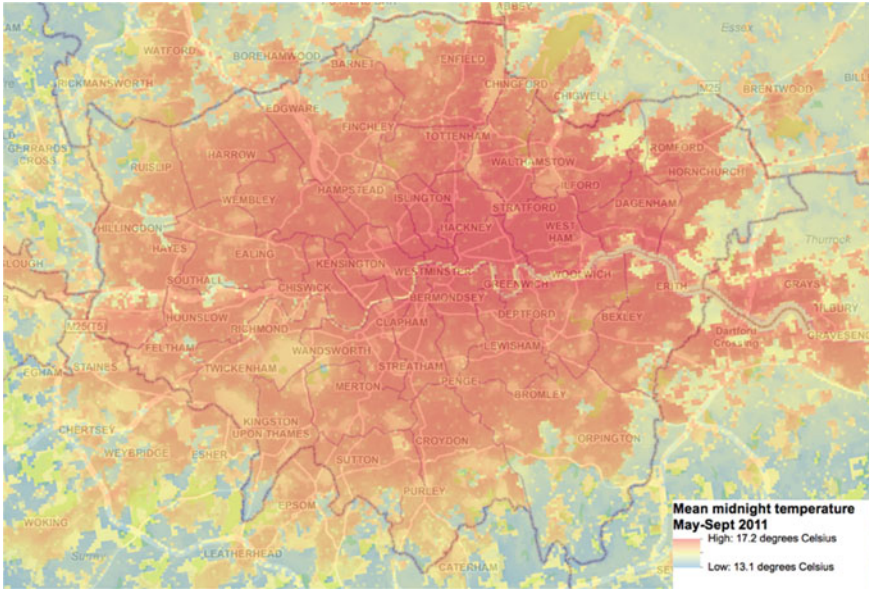 ABBY
Essex
WATFORD
BOREHAMWOOD
ENFIELD
BARNET
RICKMANSWORTH
CHINGFORD
CHIGWELL
M25
BRENTWOOD
EDGWARE
FINCHLEY
TOTTENHAM
GERRARDS
CROSS
RUISLIP
HARROW
WALTHAMSTOW
ROMFORD
HORNCHURCH
WEMBLEY
HAMPSTEAD
ISLINGTON
ILFORD
STRATFORD
DAGENHAM
HILLINGDON
HACKNEY
WEST
HAM
HAYES
EALING
Thurrock
SLOUGH
SOUTHALL
KENSINGTON
WESTMINSTER
GREENWICH
WOOLWICH
CHISWICK
BERMONDSEY
ERITH
GRAYS
HOUNSLOW
RICHMOND
CLAPHAM
DEPTFORD
BEXLEY
TILBURY
FELTHAM
WANDSWORTH
LEWISHAM
Dartford
Crossing
GRAVESEND
STAINES
TWICKENHAM
STREATHAM
EGHAM
MERTON
PENGE
BROMLEY
CHERTSEY
KINGSTON
UPON THAMES
WEYBRIDGE
ESHER
CROYDON
ORPINGTON
SUTTON
EPSOM
PURLEY
WOKING
Surrey
LEATHERHEAD
CATERHAM
Mean midnight temperature
May-Sept 2011
High: 17.2 degrees Celsius
Low: 13.1 degrees Celsius